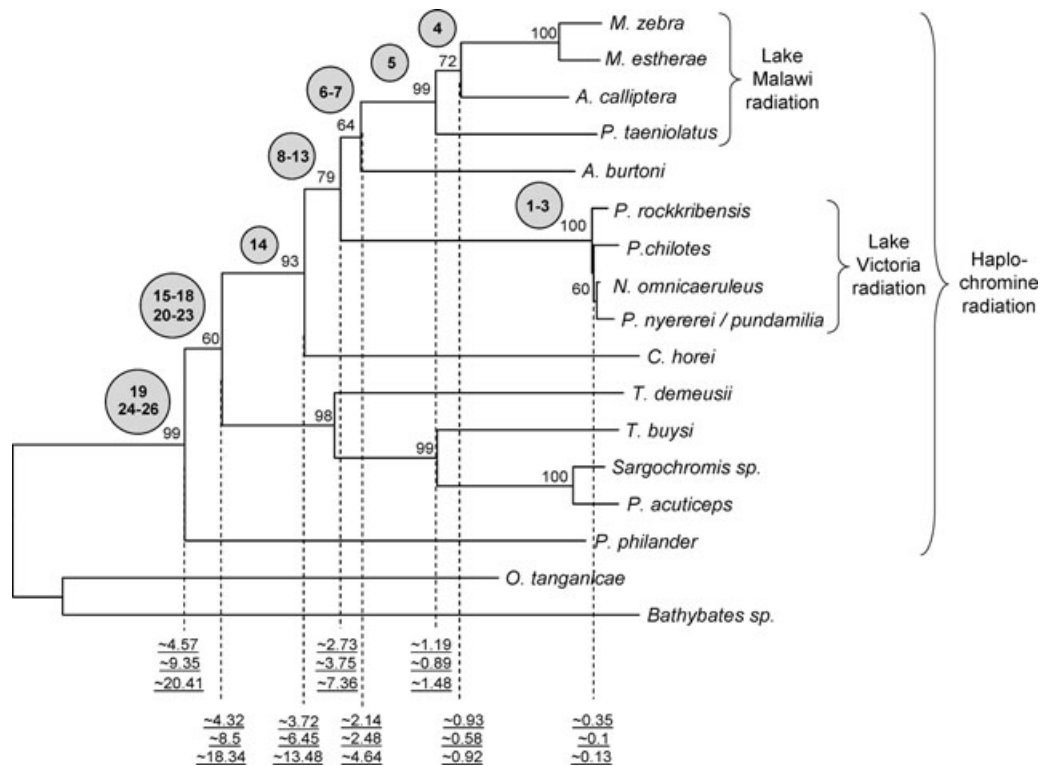 4
100
M. zebra
M. estherae
72
5
99
A. calliptera
P. taeniolatus
Lake
Malawi
radiation
6-7
64
A. burtoni
8-13
79
1-3
100
P. rockkribensis
P.chilotes
60
N. omnicaeruleus
P. nyererei / pundamilia
Lake
Victoria
radiation
Haplo-
chromine
radiation
14
93
C. horei
15-18
20-23
60
T. demeusii
98
T. buysi
99
100
Sargochromis sp.
P. acuticeps
19
24-26
99
P. philander
O. tanganicae
Bathybates sp.
~4.57
~9.35
~20.41
~2.73
~3.75
~7.36
~1.19
~0.89
~1.48
~4.32
~8.5
~18.34
~3.72
~6.45
~13.48
~2.14
~2.48
~4.64
~0.93
~0.58
~0.92
~0.35
~0.1
~0.13